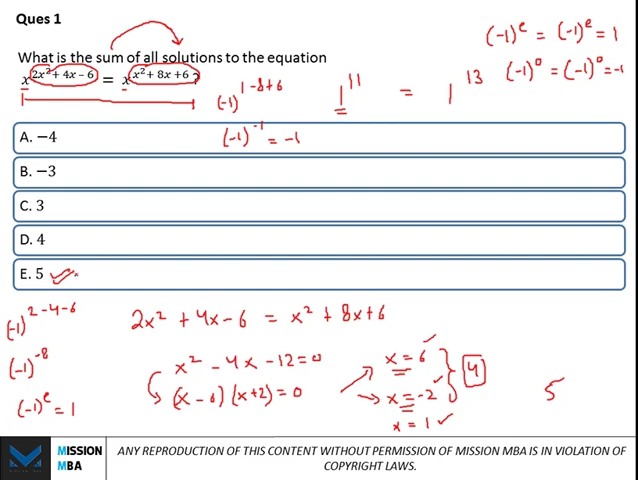 Ques 1
What is the sum of all solutions to the equation
x^{2x² + 4x − 6} = x^{x² + 8x + 6}?
(-1)^{1-8+6}
(-1)^{-1} = -1
1^{11} = 1^{13}
(-1)^e = (-1)^e = 1
(-1)^o = (-1)^o = -1
A. −4
B. −3
C. 3
D. 4
E. 5
(-1)^{2-4-6}
(-1)^{-8}
(-1)^e = 1
2x² + 4x - 6 = x² + 8x + 6
x² - 4x - 12 = 0
(x - 6) (x + 2) = 0
x = 6
x = -2
x = 1
4
5
MISSION
MBA
ANY REPRODUCTION OF THIS CONTENT WITHOUT PERMISSION OF MISSION MBA IS IN VIOLATION OF
COPYRIGHT LAWS.